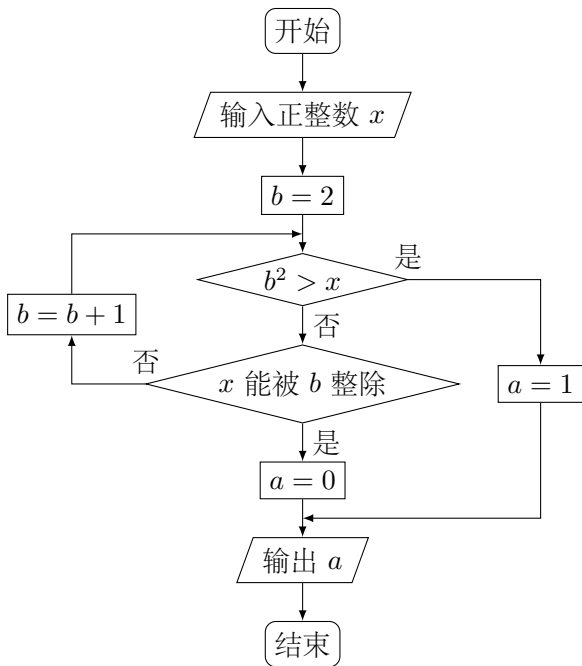 开始
输入正整数 x
b = 2
b² > x
是
b = b + 1
否
否
x 能被 b 整除
a = 1
是
a = 0
输出 a
结束